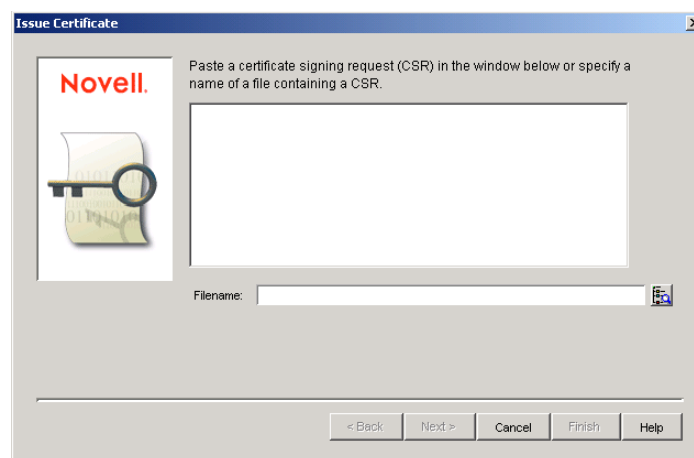 Issue Certificate
Novell.
Paste a certificate signing request (CSR) in the window below or specify a
name of a file containing a CSR.
Filename:
< Back
Next >
Cancel
Finish
Help